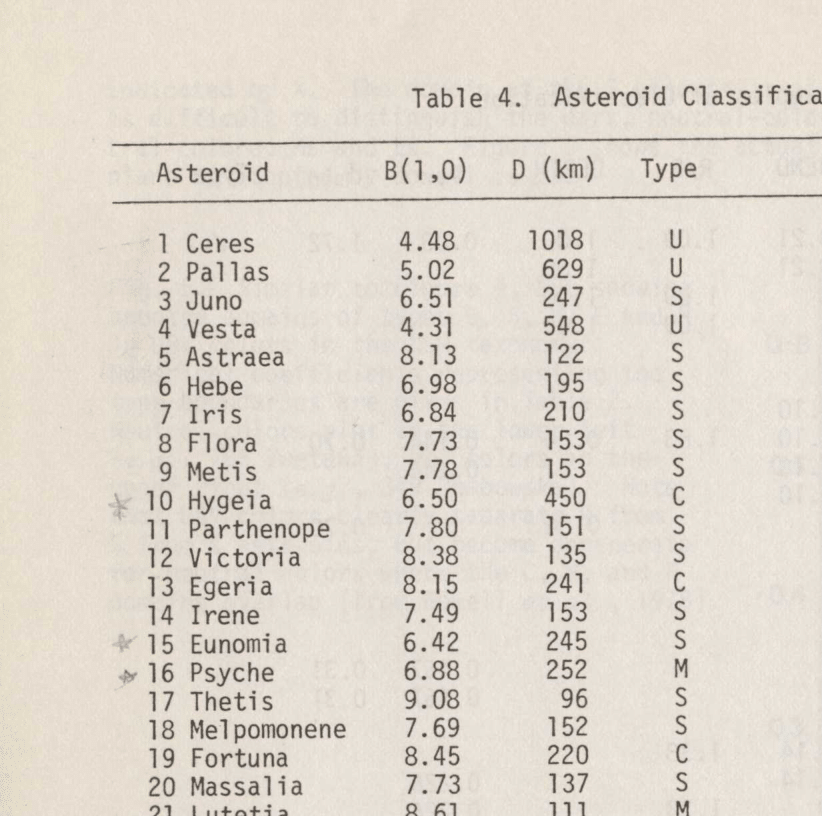 Table 4. Asteroid Classifica
Asteroid B(1,0) D (km) Type
1 Ceres 4.48 1018 U
2 Pallas 5.02 629 U
3 Juno 6.51 247 S
4 Vesta 4.31 548 U
5 Astraea 8.13 122 S
6 Hebe 6.98 195 S
7 Iris 6.84 210 S
8 Flora 7.73 153 S
9 Metis 7.78 153 S
10 Hygeia 6.50 450 C
11 Parthenope 7.80 151 S
12 Victoria 8.38 135 S
13 Egeria 8.15 241 C
14 Irene 7.49 153 S
15 Eunomia 6.42 245 S
16 Psyche 6.88 252 M
17 Thetis 9.08 96 S
18 Melpomonene 7.69 152 S
19 Fortuna 8.45 220 C
20 Massalia 7.73 137 S
21 Lutetia 8.61 111 M